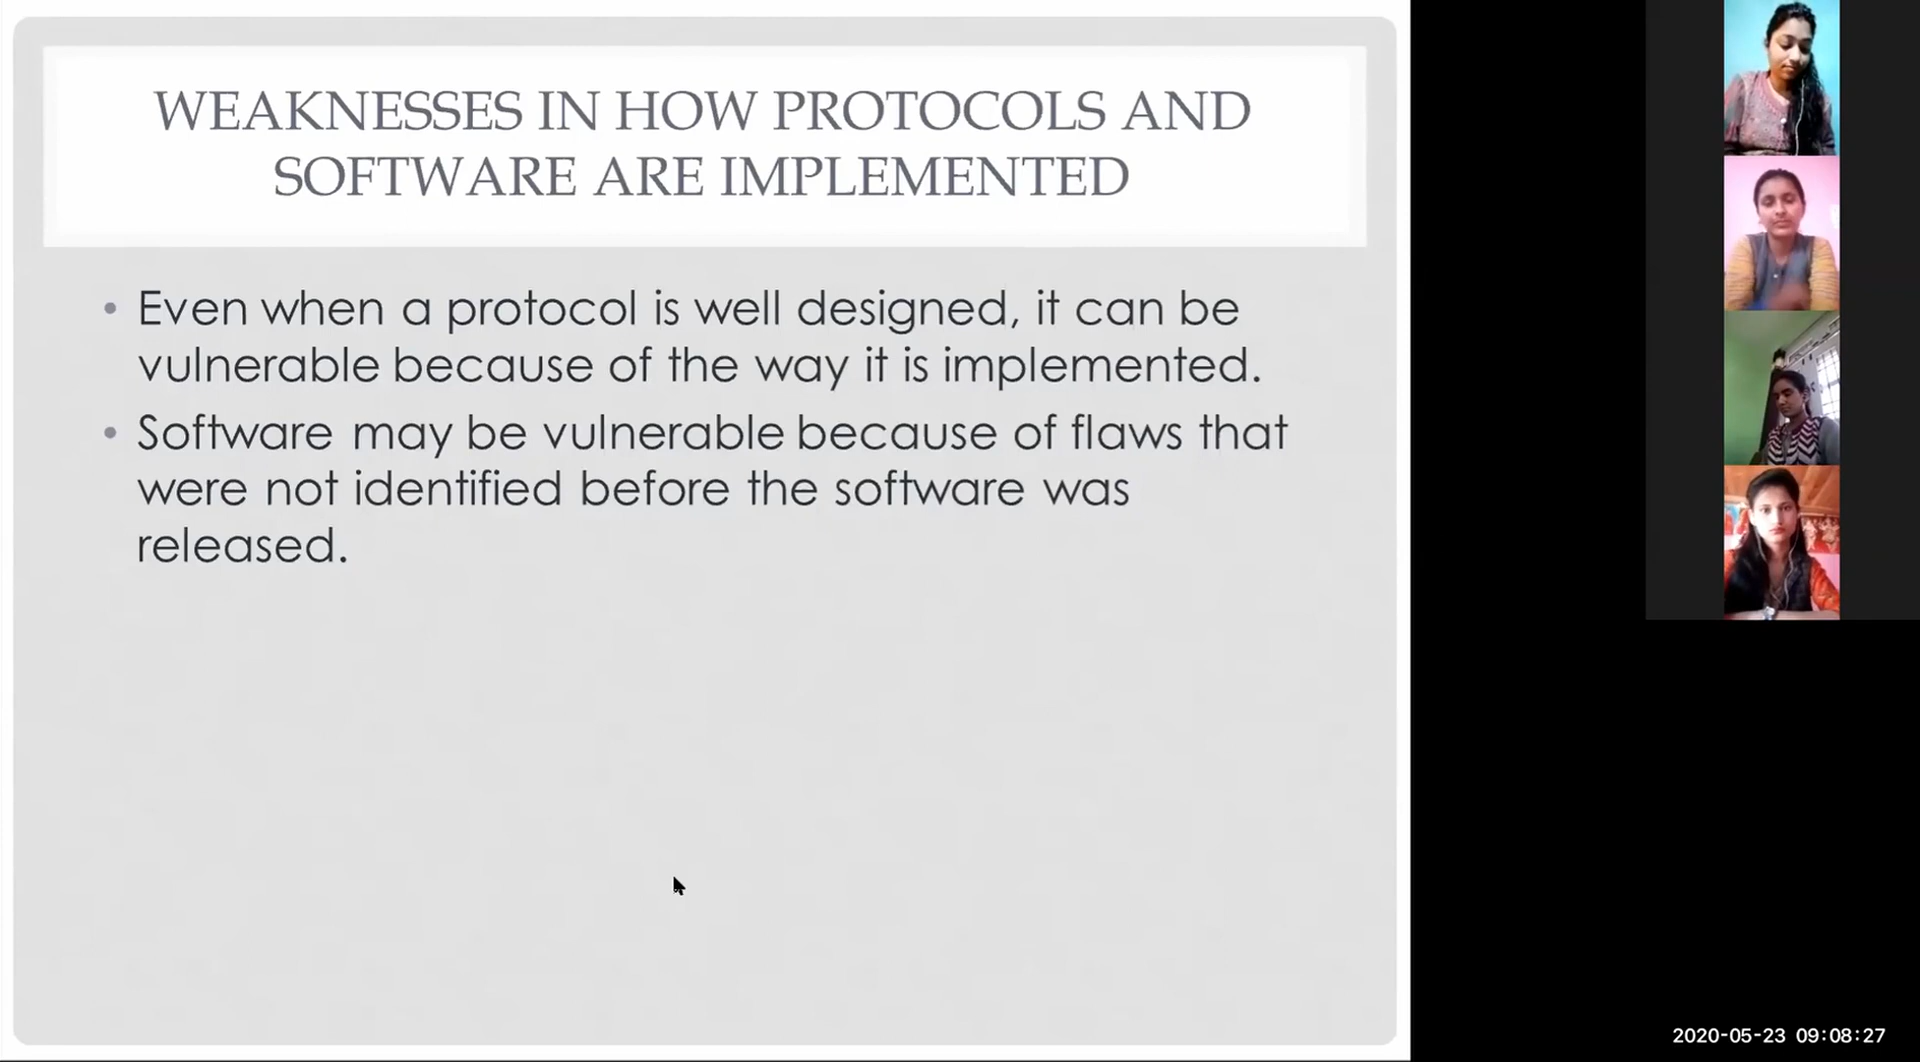 WEAKNESSES IN HOW PROTOCOLS AND
SOFTWARE ARE IMPLEMENTED
• Even when a protocol is well designed, it can be
vulnerable because of the way it is implemented.
• Software may be vulnerable because of flaws that
were not identified before the software was
released.
2020-05-23 09:08:27